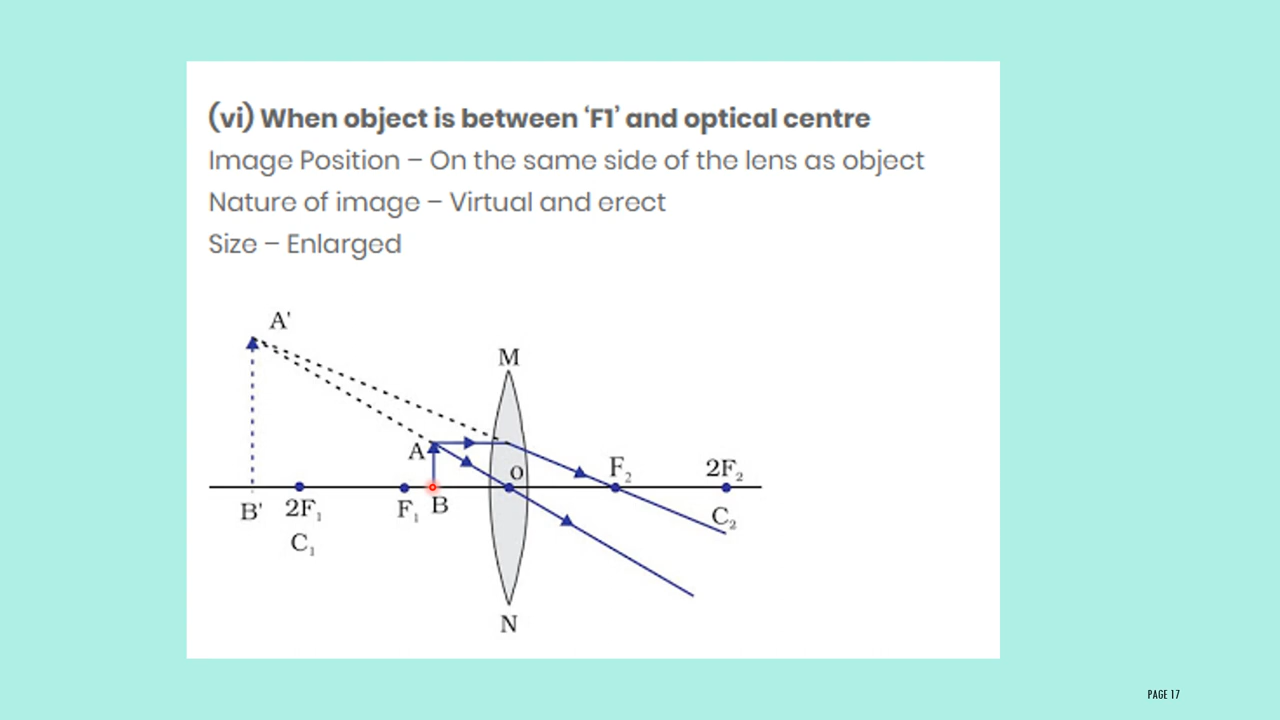 (vi) When object is between ‘F1’ and optical centre
Image Position – On the same side of the lens as object
Nature of image – Virtual and erect
Size – Enlarged
A'
M
A
O
F₂
2F₂
B'
2F₁
F₁
B
C₂
C₁
N
PAGE 17